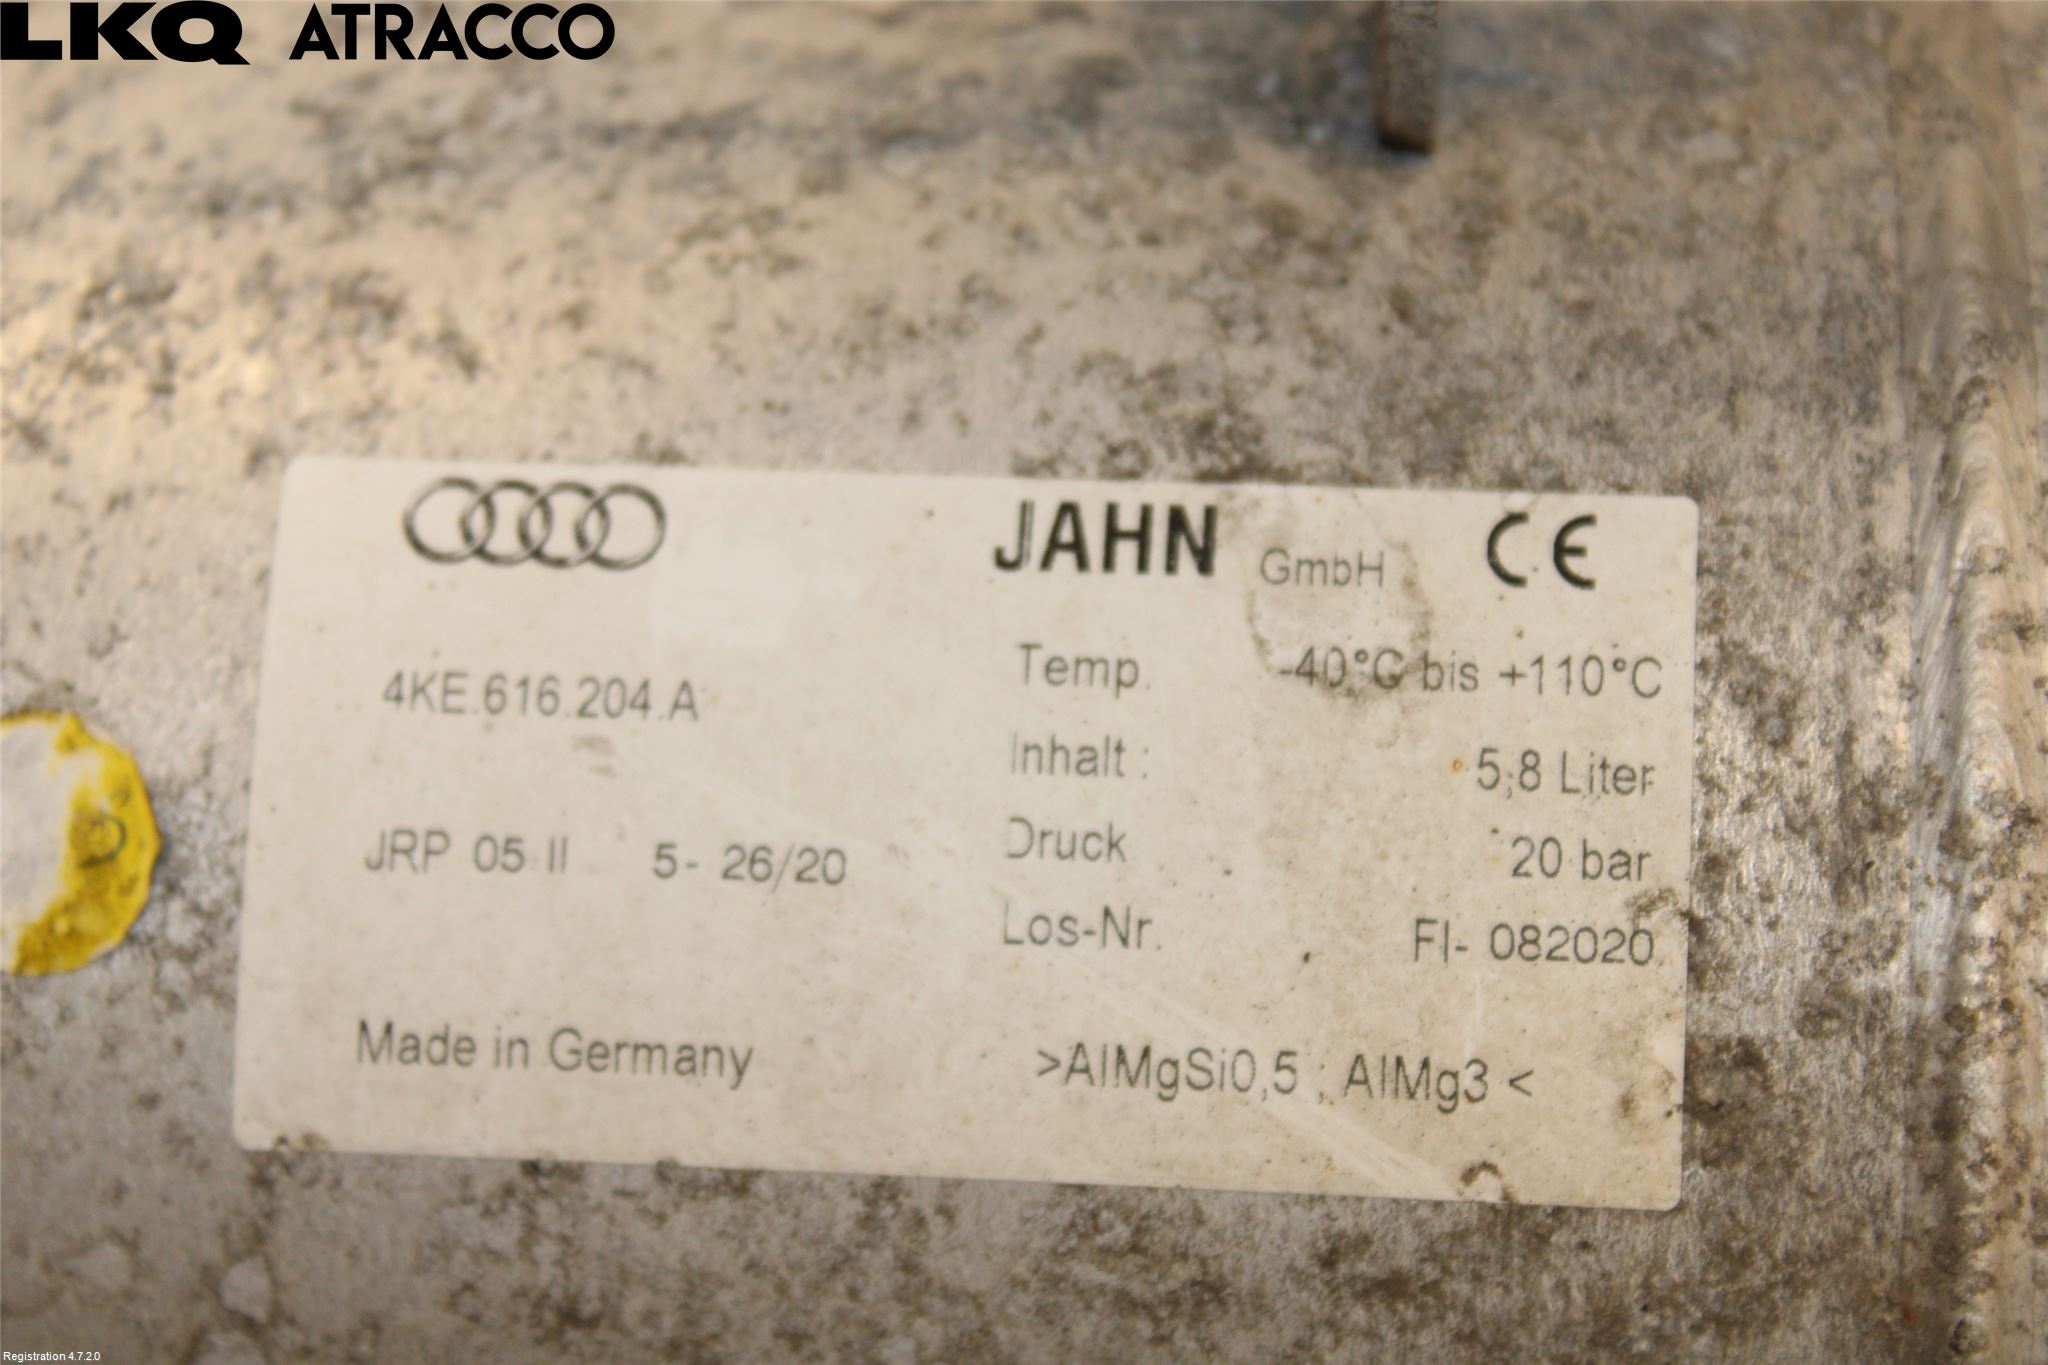 LKQ ATRACCO
JAHN GmbH CE
4KE.616.204.A
Temp. -40°C bis +110°C
Inhalt : 5,8 Liter
JRP 05 II 5- 26/20
Druck 20 bar
Los-Nr. FI- 082020
Made in Germany
>AlMgSi0,5 ; AlMg3 <
Registration 4.7.2.0